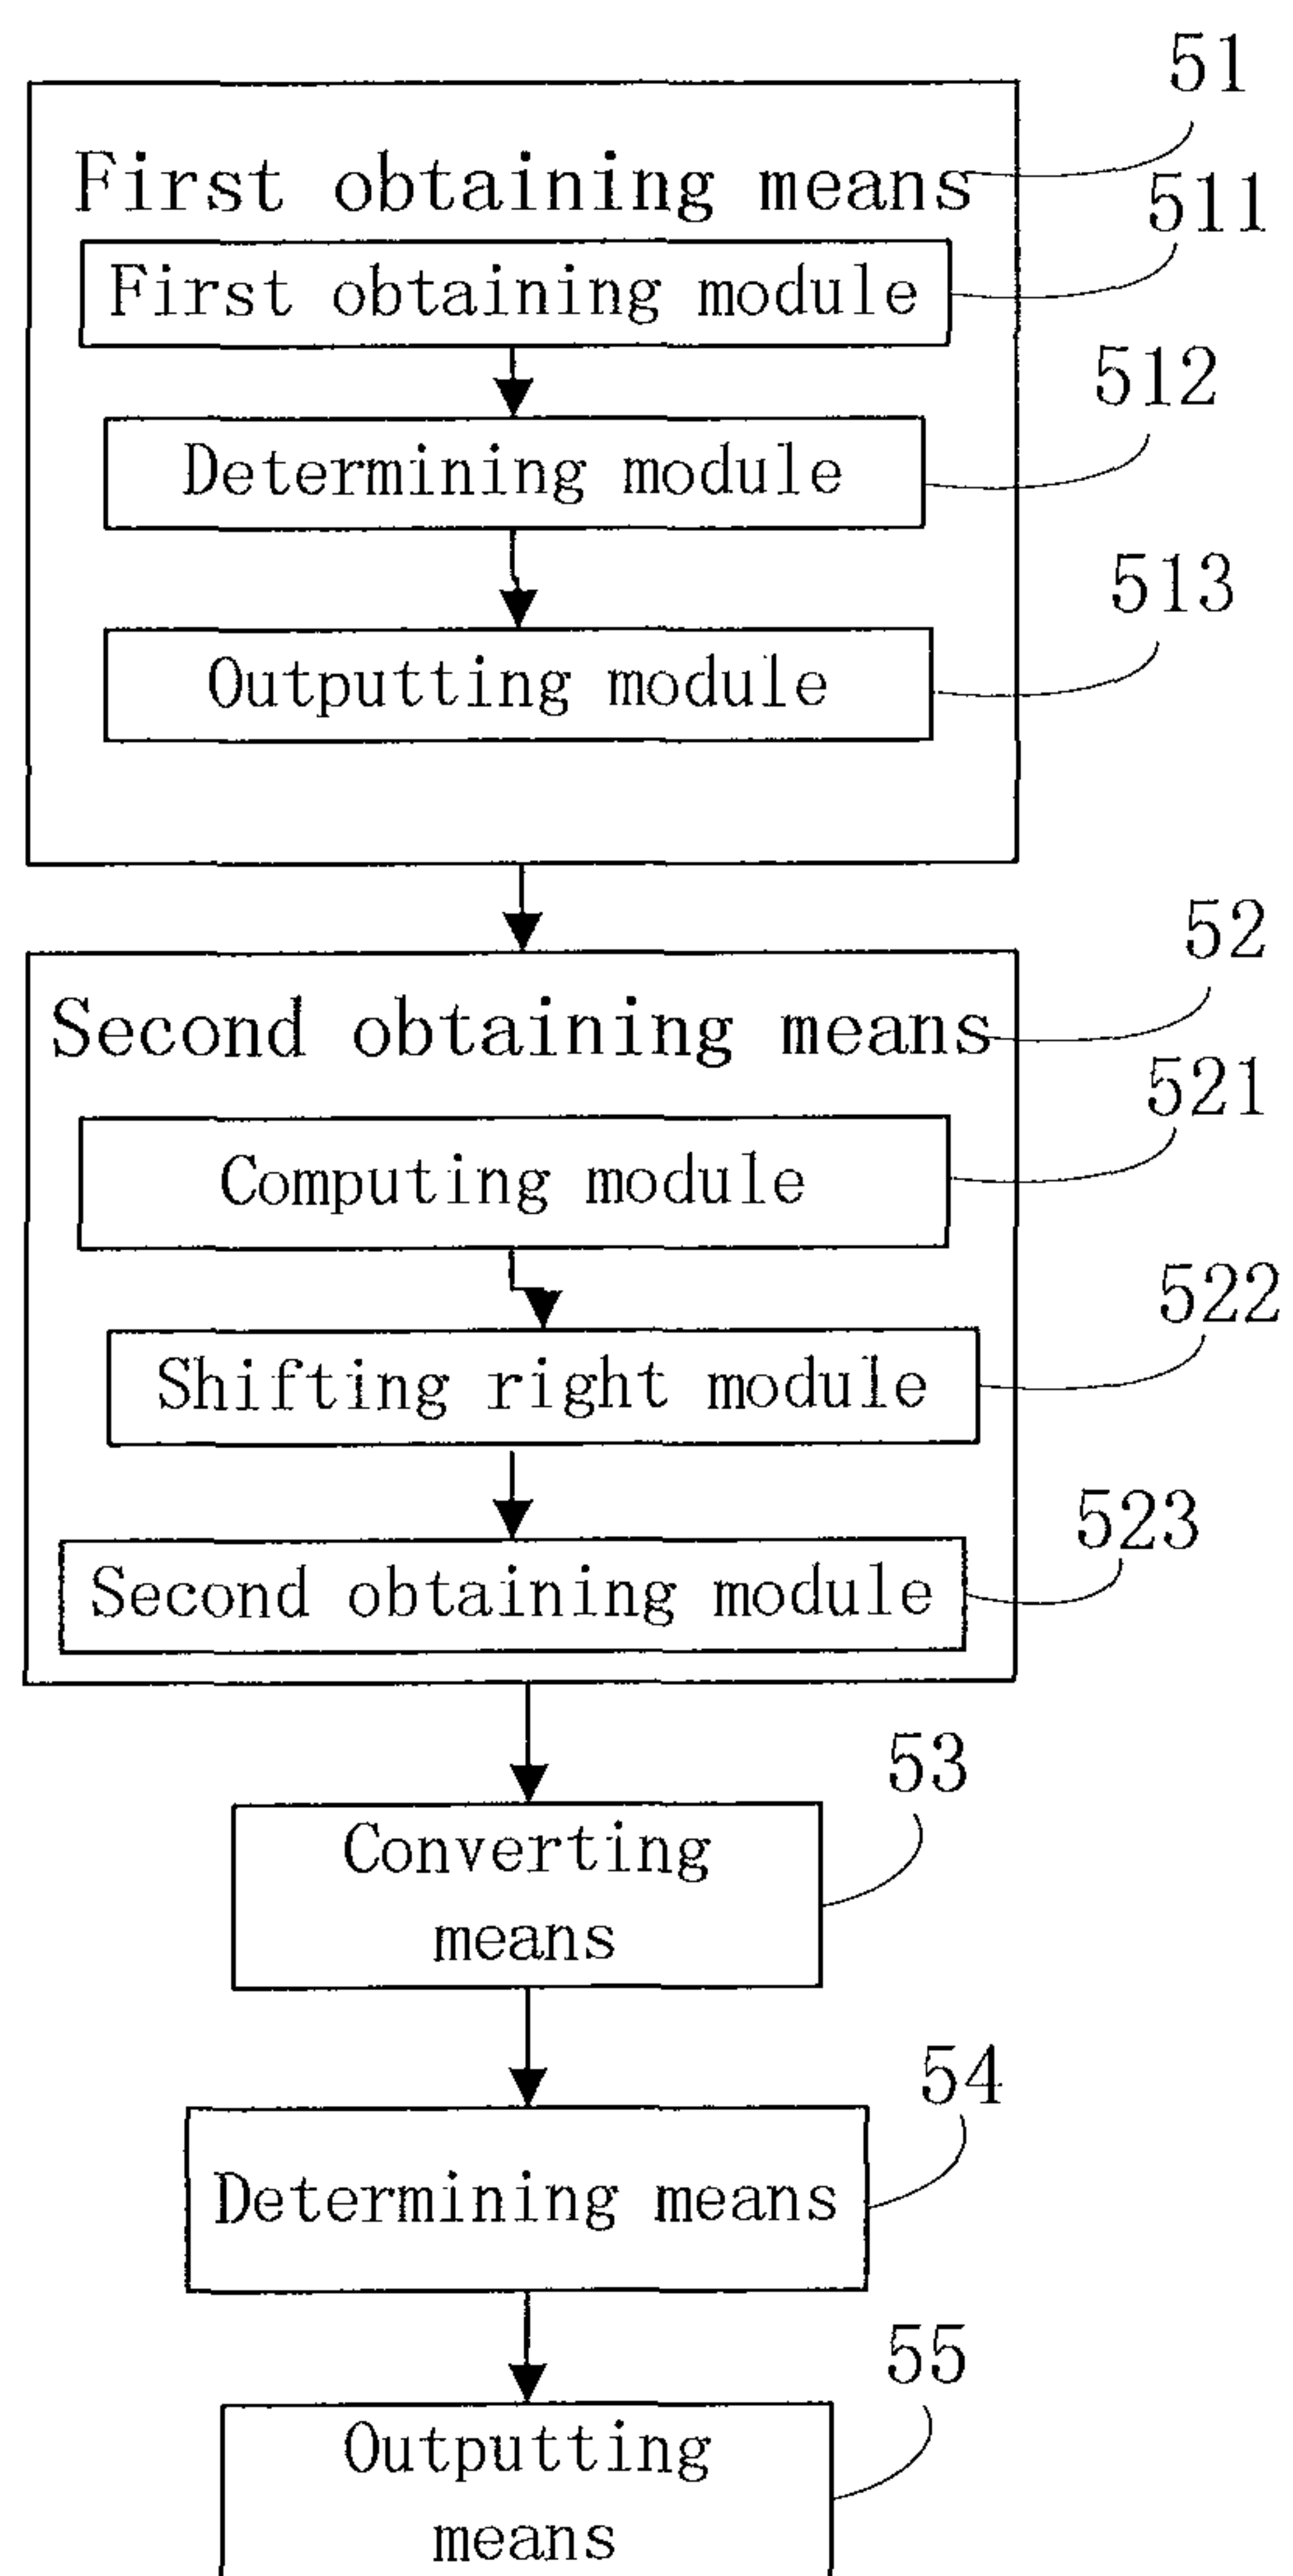 51
First obtaining means
511
First obtaining module
512
Determining module
513
Outputting module
52
Second obtaining means
521
Computing module
522
Shifting right module
523
Second obtaining module
53
Converting
means
54
Determining means
55
Outputting
means